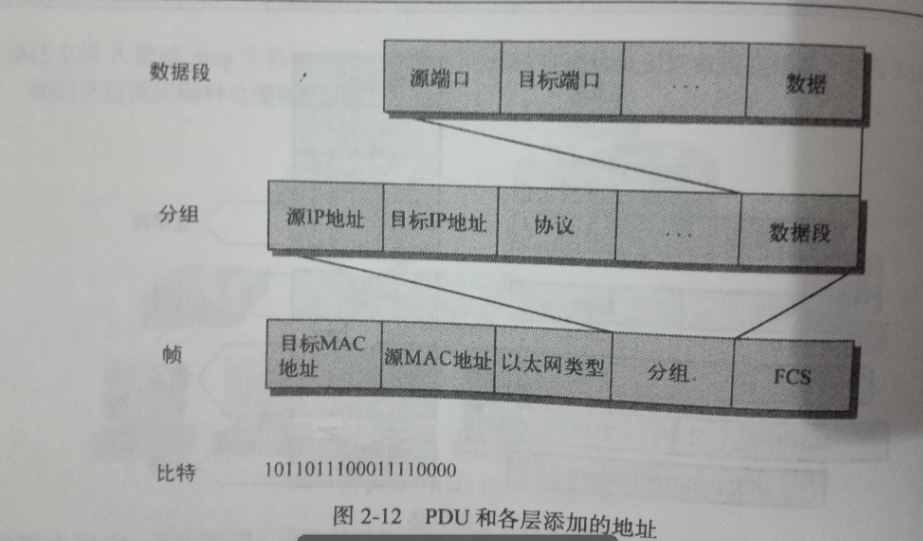 数据段 源端口 目标端口 ... 数据
分组 源IP地址 目标IP地址 协议 ... 数据段
帧 目标MAC地址 源MAC地址 以太网类型 分组 FCS
比特 1011011100011110000
图 2-12 PDU 和各层添加的地址